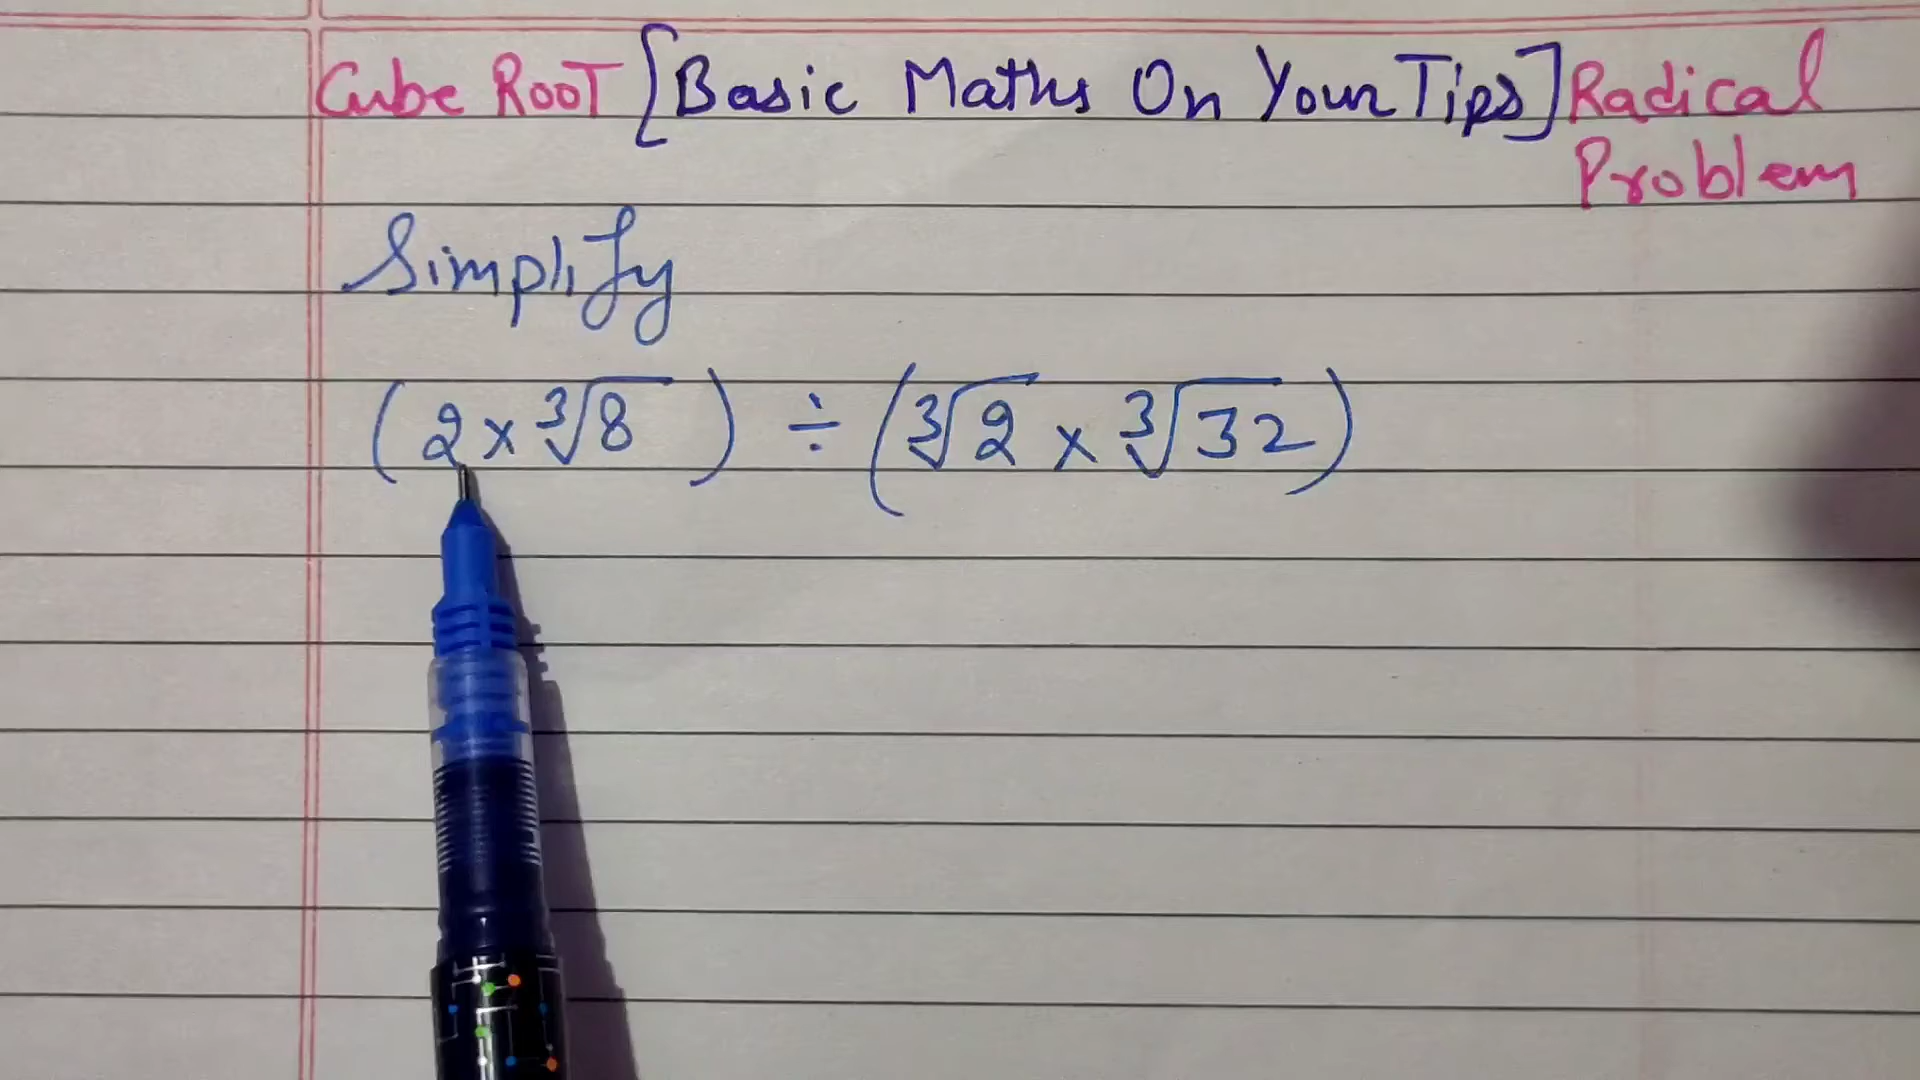 Cube RooT [Basic Maths On Your Tips] Radical
Problem
Simplify
(2 × ∛8) ÷ (∛2 × ∛32)